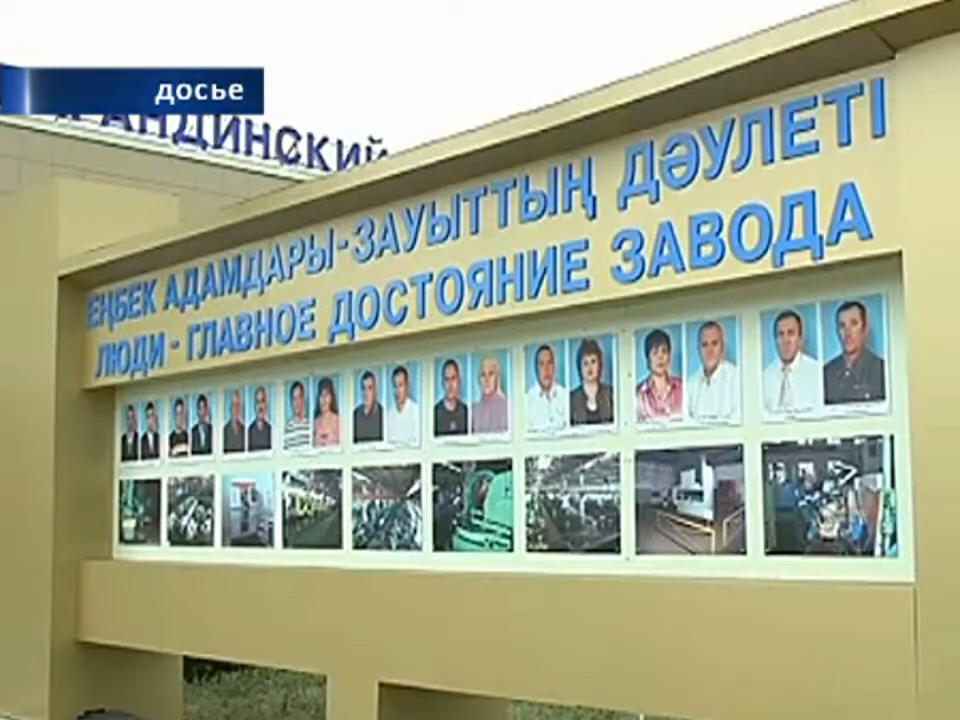 досье
АНДИНСКИЙ
ЕҢБЕК АДАМДАРЫ-ЗАУЫТТЫҢ ДӘУЛЕТІ
ЛЮДИ - ГЛАВНОЕ ДОСТОЯНИЕ ЗАВОДА